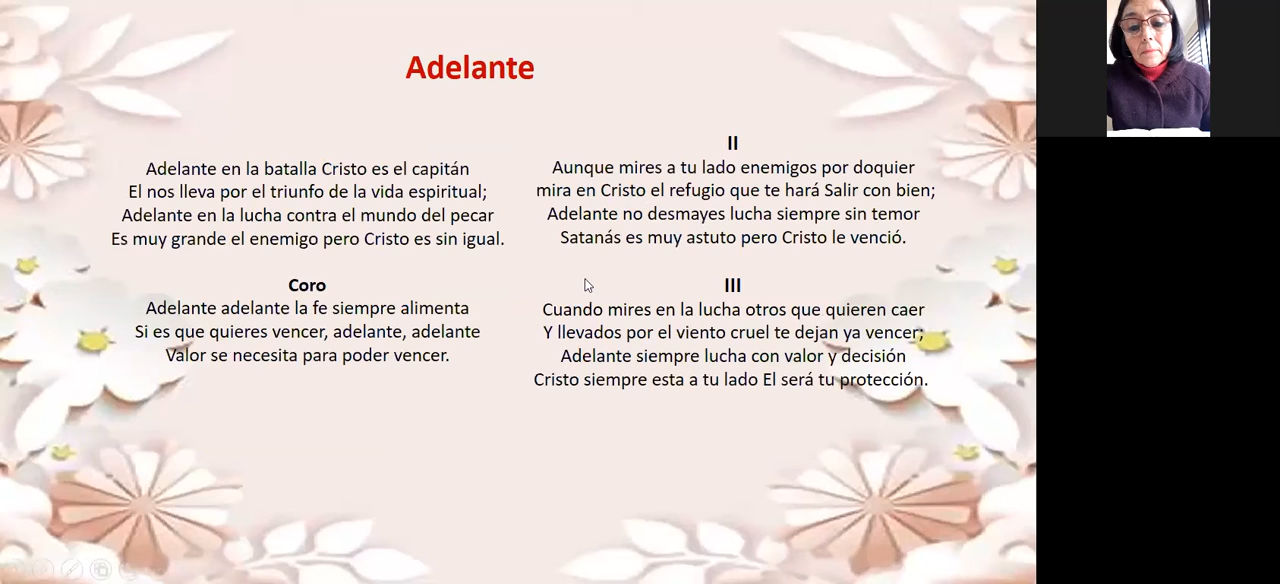 Adelante
Adelante en la batalla Cristo es el capitán
El nos lleva por el triunfo de la vida espiritual;
Adelante en la lucha contra el mundo del pecar
Es muy grande el enemigo pero Cristo es sin igual.
Coro
Adelante adelante la fe siempre alimenta
Si es que quieres vencer, adelante, adelante
Valor se necesita para poder vencer.
II
Aunque mires a tu lado enemigos por doquier
mira en Cristo el refugio que te hará Salir con bien;
Adelante no desmayes lucha siempre sin temor
Satanás es muy astuto pero Cristo le venció.
III
Cuando mires en la lucha otros que quieren caer
Y llevados por el viento cruel te dejan ya vencer;
Adelante siempre lucha con valor y decisión
Cristo siempre esta a tu lado El será tu protección.